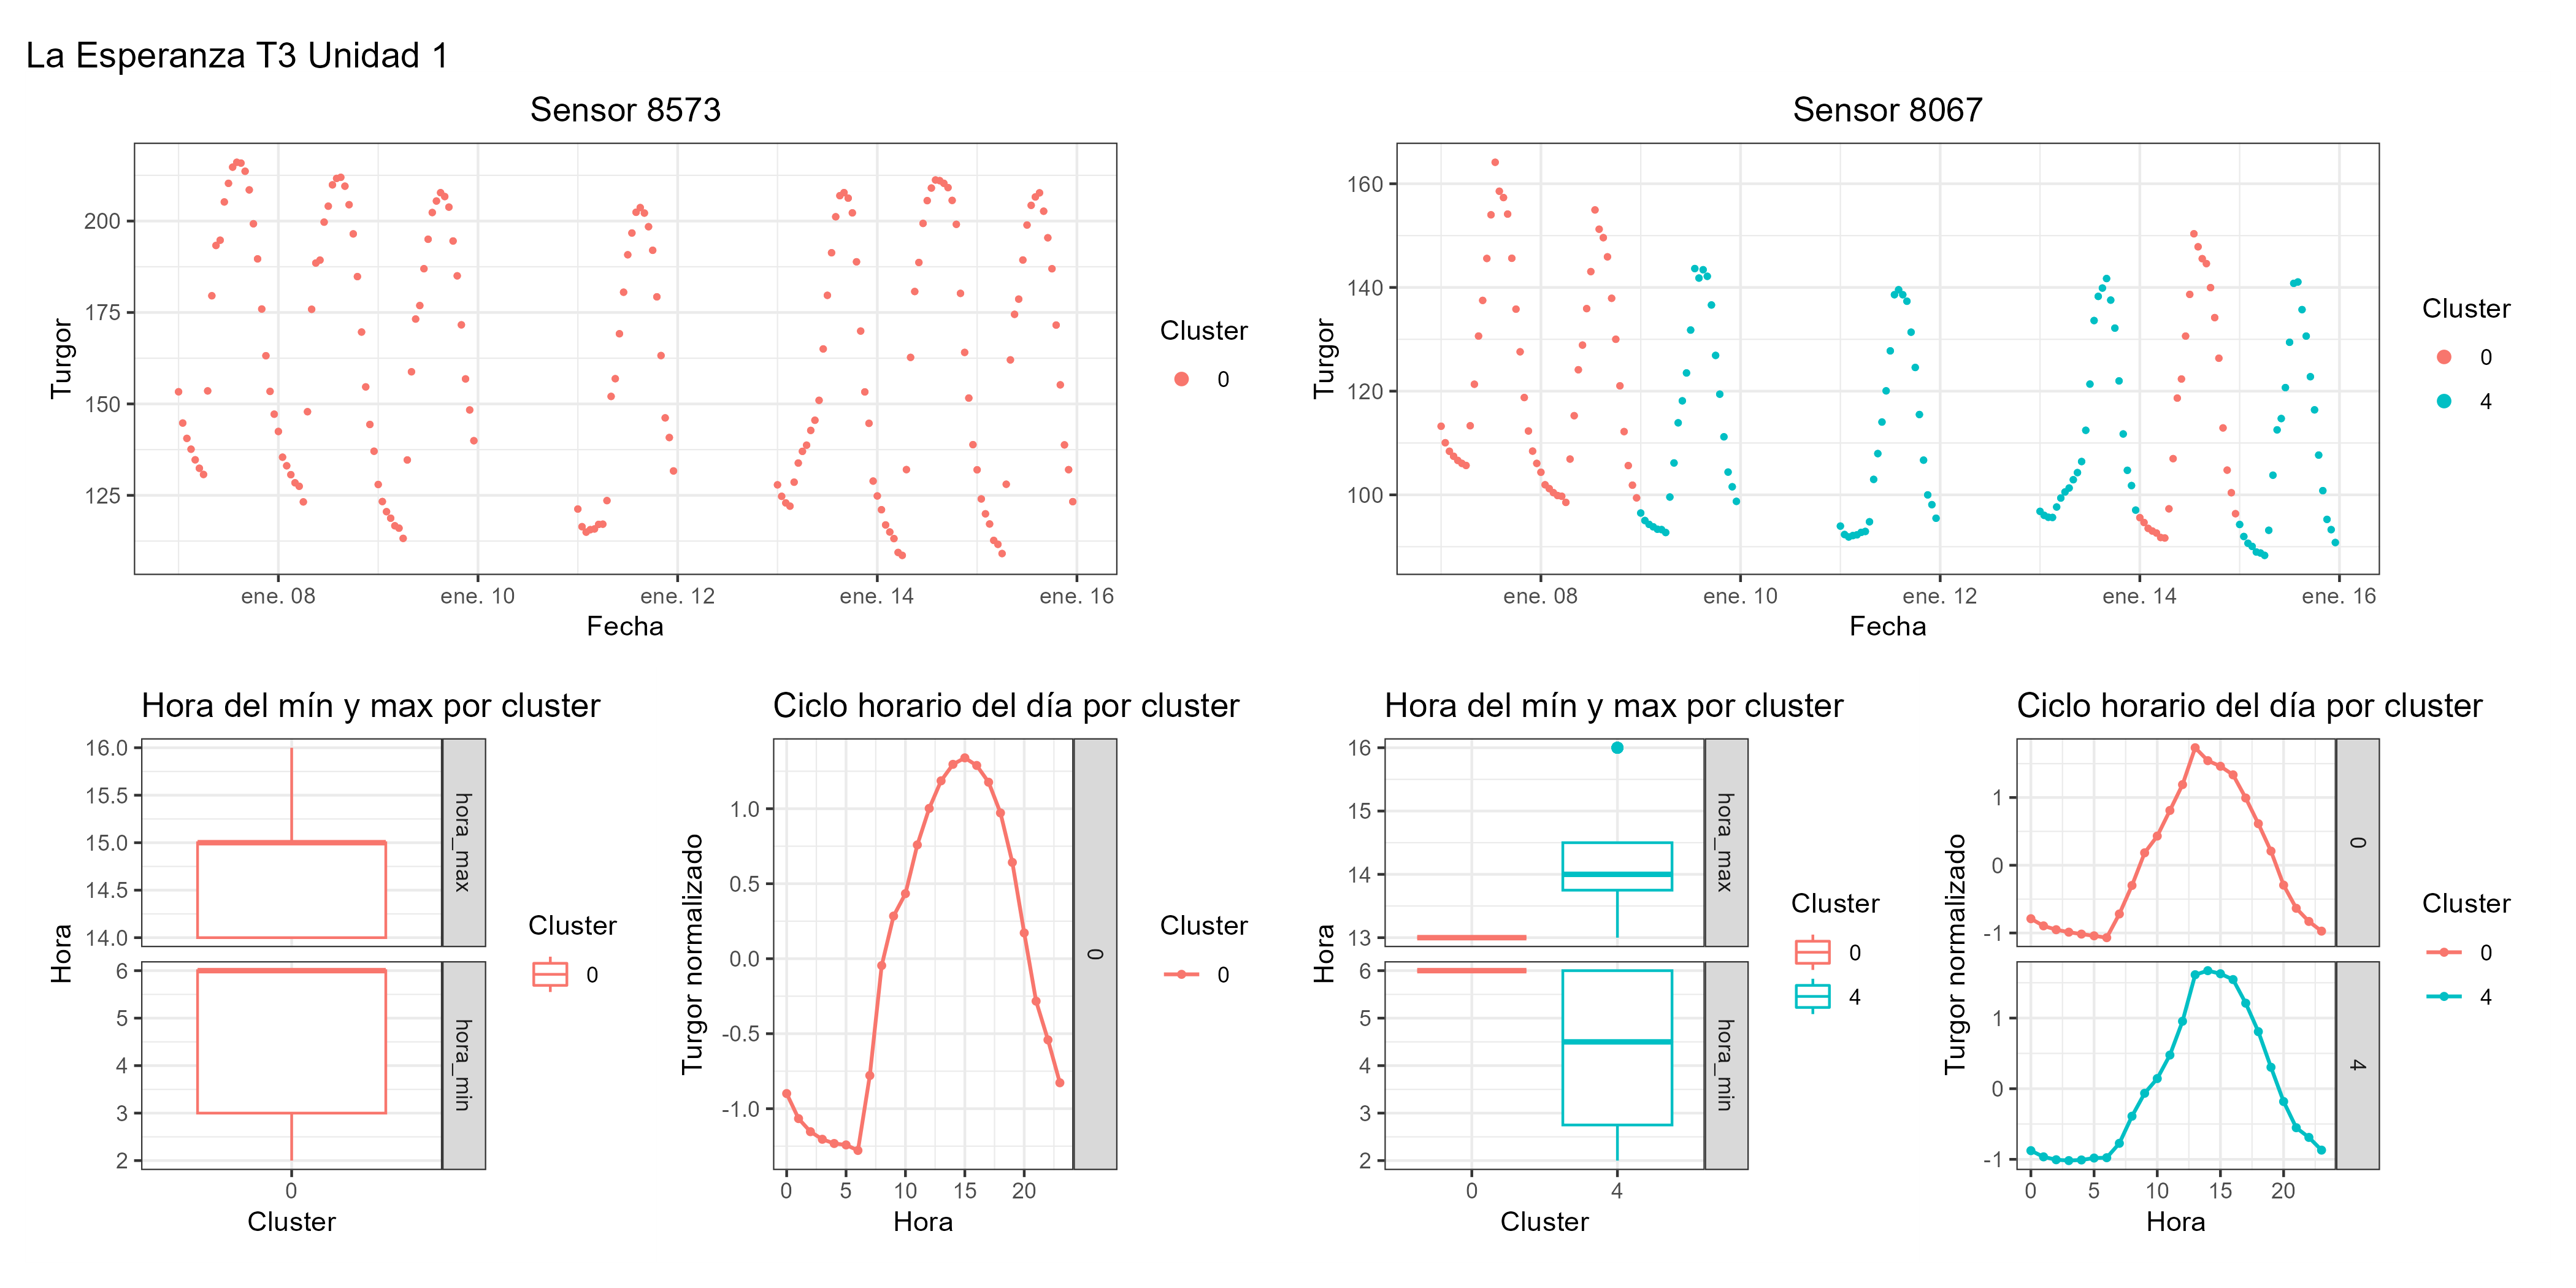 La Esperanza T3 Unidad 1
Sensor 8573
200
175
150
125
Turgor
ene. 08
ene. 10
ene. 12
ene. 14
ene. 16
Fecha
Cluster
0
Sensor 8067
160
140
120
100
Turgor
ene. 08
ene. 10
ene. 12
ene. 14
ene. 16
Fecha
Cluster
0
4
Hora del mín y max por cluster
16.0
15.5
15.0
14.5
14.0
hora_max
6
5
4
3
2
hora_min
Hora
0
Cluster
Cluster
0
Ciclo horario del día por cluster
1.0
0.5
0.0
-0.5
-1.0
Turgor normalizado
0
0
5
10
15
20
Hora
Cluster
0
Hora del mín y max por cluster
16
15
14
13
hora_max
6
5
4
3
2
hora_min
Hora
0
4
Cluster
Cluster
0
4
Ciclo horario del día por cluster
1
0
-1
0
1
0
-1
4
Turgor normalizado
0
5
10
15
20
Hora
Cluster
0
4